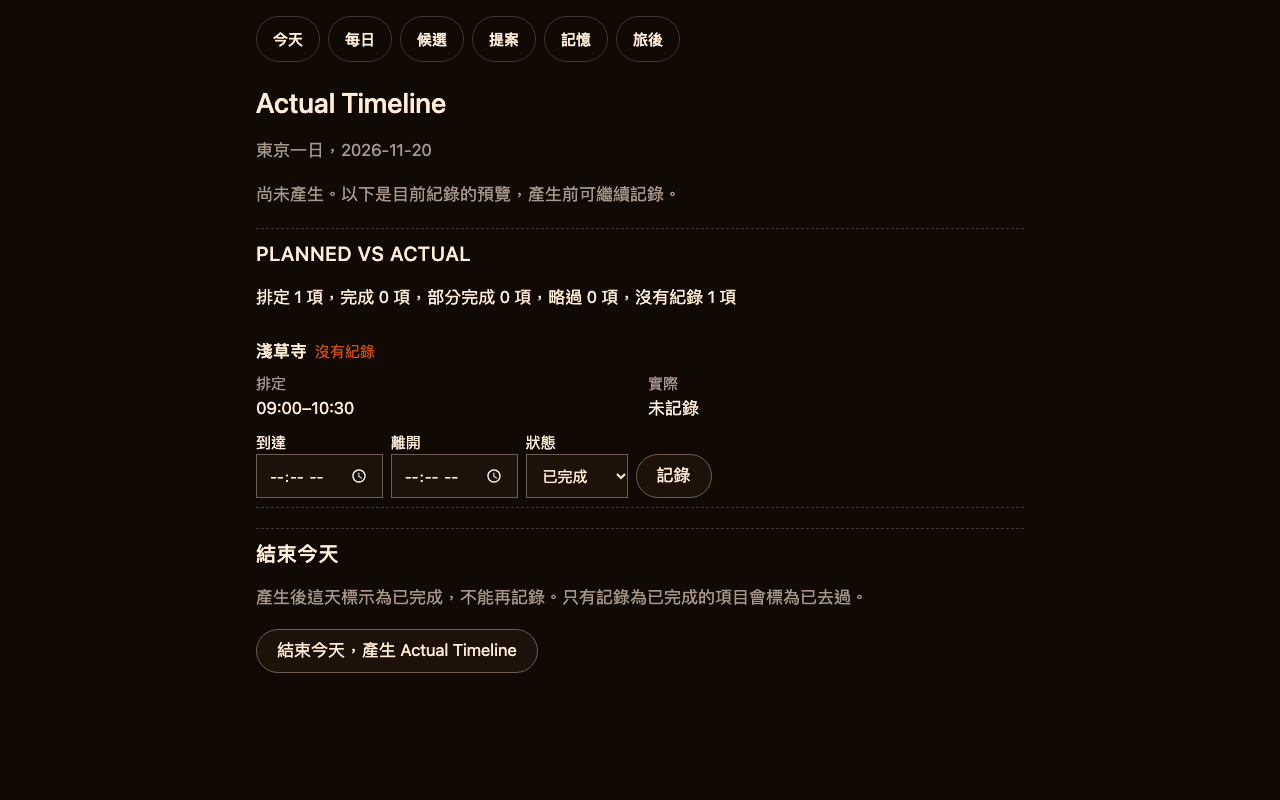 今天 每日 候選 提案 記憶 旅後
Actual Timeline
東京一日，2026-11-20
尚未產生。以下是目前紀錄的預覽，產生前可繼續記錄。
PLANNED VS ACTUAL
排定 1 項，完成 0 項，部分完成 0 項，略過 0 項，沒有紀錄 1 項
淺草寺 沒有紀錄
排定 實際
09:00–10:30 未記錄
到達 離開 狀態
--:-- -- --:-- -- 已完成 記錄
結束今天
產生後這天標示為已完成，不能再記錄。只有記錄為已完成的項目會標為已去過。
結束今天，產生 Actual Timeline